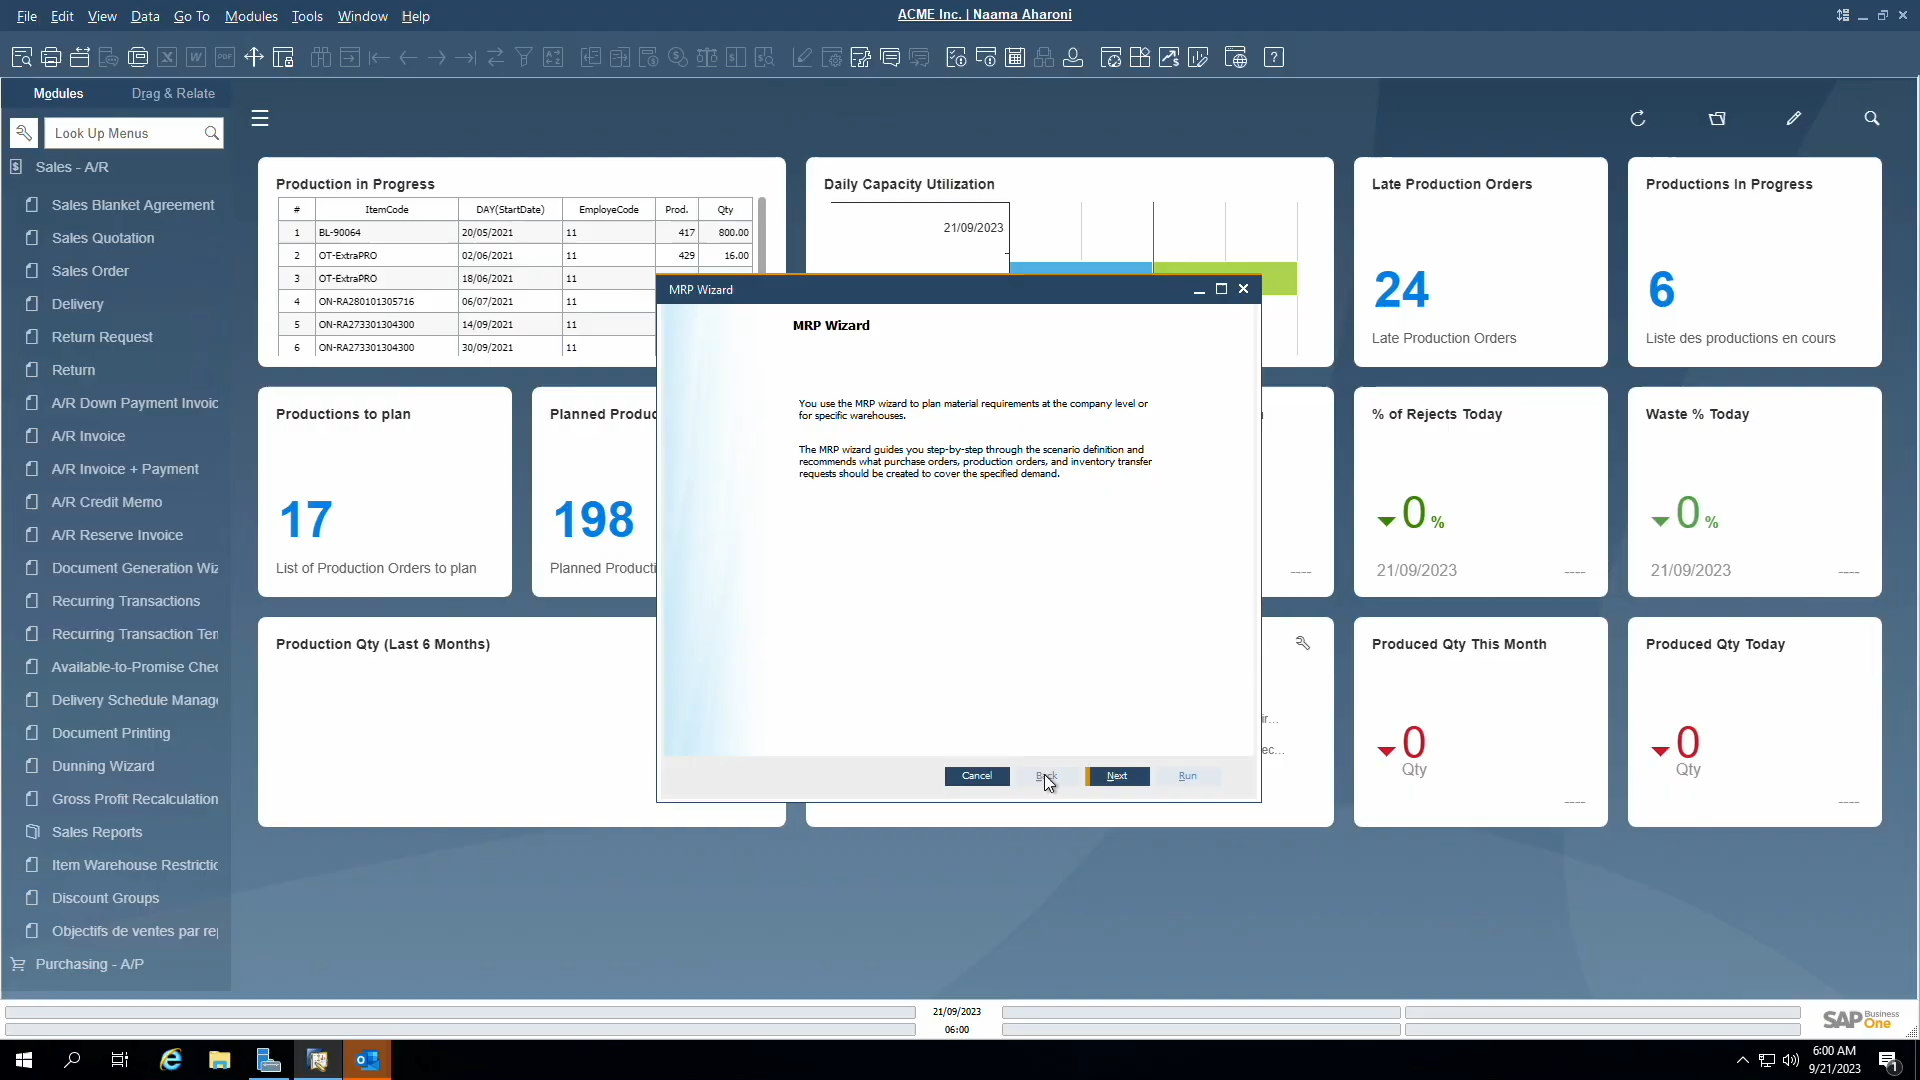 File Edit View Data Go To Modules Tools Window Help
ACME Inc. | Naama Aharoni
Modules Drag & Relate
Look Up Menus
Sales - A/R
Sales Blanket Agreement
Sales Quotation
Sales Order
Delivery
Return Request
Return
A/R Down Payment Invoic
A/R Invoice
A/R Invoice + Payment
A/R Credit Memo
A/R Reserve Invoice
Document Generation Wiz
Recurring Transactions
Recurring Transaction Tem
Available-to-Promise Chec
Delivery Schedule Manage
Document Printing
Dunning Wizard
Gross Profit Recalculation
Sales Reports
Item Warehouse Restrictio
Discount Groups
Objectifs de ventes par rep
Purchasing - A/P
Production in Progress
# ItemCode DAY(StartDate) EmployeCode Prod. Qty
1 BL-90064 20/05/2021 11 417 800.00
2 OT-ExtraPRO 02/06/2021 11 429 16.00
3 OT-ExtraPRO 18/06/2021 11
4 ON-RA280101305716 06/07/2021 11
5 ON-RA273301304300 14/09/2021 11
6 ON-RA273301304300 30/09/2021 11
Daily Capacity Utilization
21/09/2023
Late Production Orders
24
Late Production Orders
Productions In Progress
6
Liste des productions en cours
Productions to plan
17
List of Production Orders to plan
Planned Produc
198
Planned Producti
----
% of Rejects Today
0 %
21/09/2023 ----
Waste % Today
0 %
21/09/2023 ----
Production Qty (Last 6 Months)
ir...
ec...
Produced Qty This Month
0
Qty
----
Produced Qty Today
0
Qty
----
MRP Wizard
MRP Wizard
You use the MRP wizard to plan material requirements at the company level or
for specific warehouses.
The MRP wizard guides you step-by-step through the scenario definition and
recommends what purchase orders, production orders, and inventory transfer
requests should be created to cover the specified demand.
Cancel Back Next Run
21/09/2023
06:00
SAP Business One
6:00 AM
9/21/2023
1